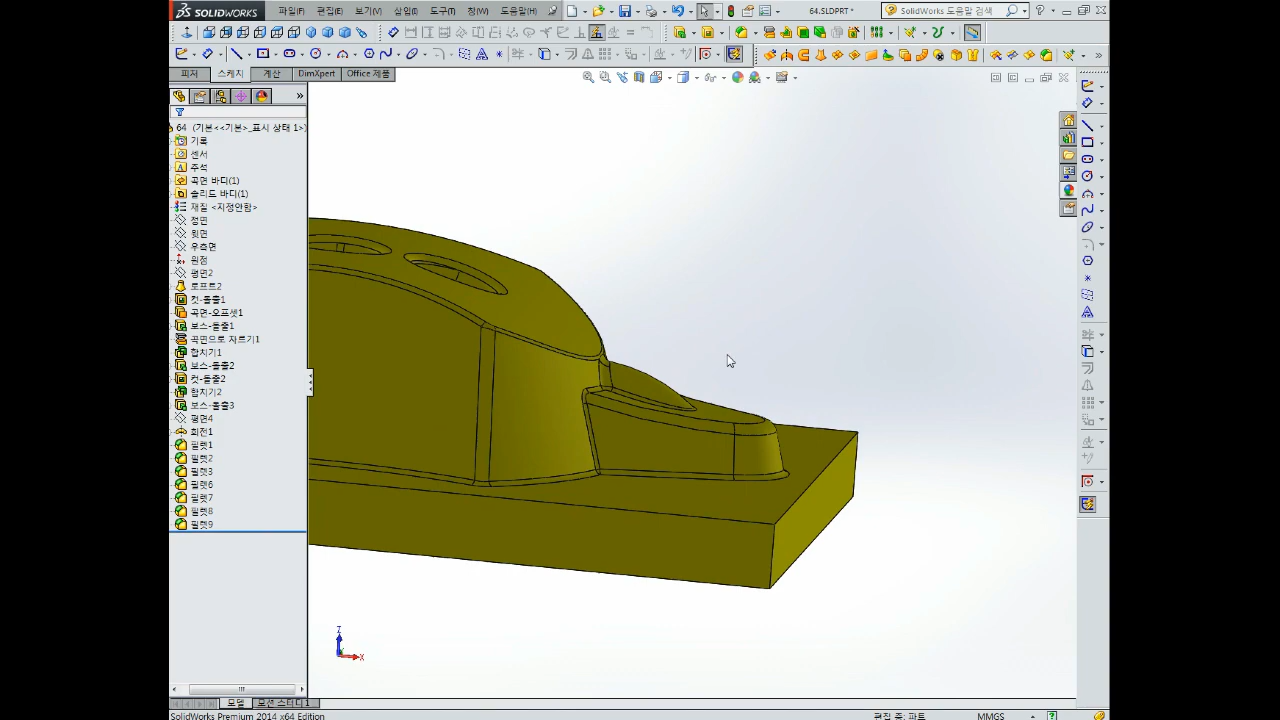 SOLIDWORKS 파일(F) 편집(E) 보기(V) 삽입(I) 도구(T) 창(W) 도움말(H) 64.SLDPRT * SolidWorks 도움말 검색
피처 스케치 계산 DimXpert Office 제품
64 (기본<<기본>_표시 상태 1>)
기록
센서
주석
곡면 바디(1)
솔리드 바디(1)
재질 <지정안함>
정면
윗면
우측면
원점
평면2
로프트2
컷-돌출1
곡면-오프셋1
보스-돌출1
곡면으로 자르기1
합치기1
보스-돌출2
컷-돌출2
합치기2
보스-돌출3
평면4
회전1
필렛1
필렛2
필렛3
필렛6
필렛7
필렛8
필렛9
Z
X
모델 모션 스터디 1
SolidWorks Premium 2014 x64 Edition 편집 중: 파트 MMGS